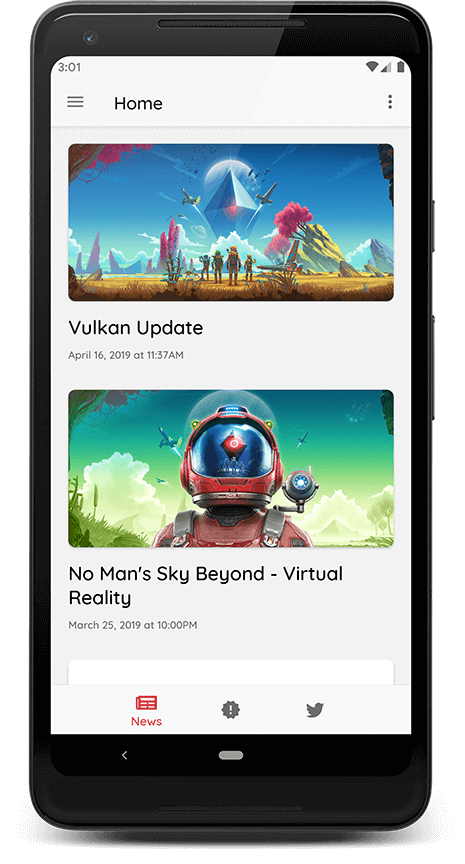 3:01
Home
Vulkan Update
April 16, 2019 at 11:37AM
No Man's Sky Beyond - Virtual
Reality
March 25, 2019 at 10:00PM
News